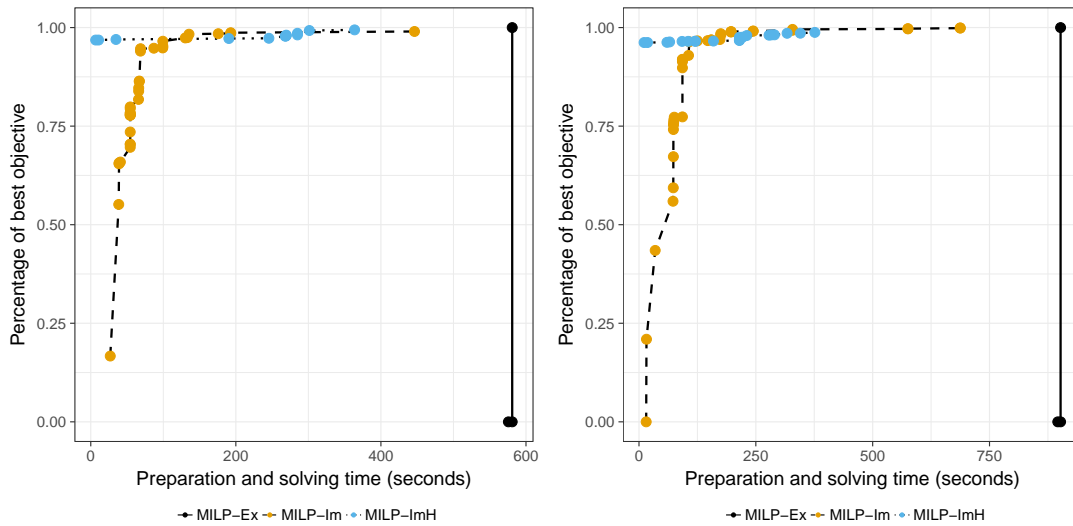 1.00
0.75
0.50
0.25
0.00
Percentage of best objective
0 200 400 600
Preparation and solving time (seconds)
MILP−Ex MILP−Im MILP−ImH
1.00
0.75
0.50
0.25
0.00
Percentage of best objective
0 250 500 750
Preparation and solving time (seconds)
MILP−Ex MILP−Im MILP−ImH